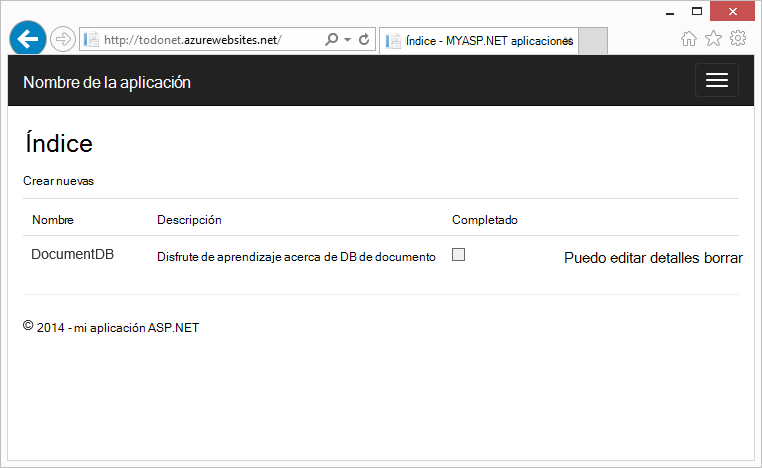 http://todonet.azurewebsites.net/
Índice - MYASP.NET aplicaciones
Nombre de la aplicación
Índice
Crear nuevas
Nombre Descripción Completado
DocumentDB Disfrute de aprendizaje acerca de DB de documento Puedo editar detalles borrar
© 2014 - mi aplicación ASP.NET